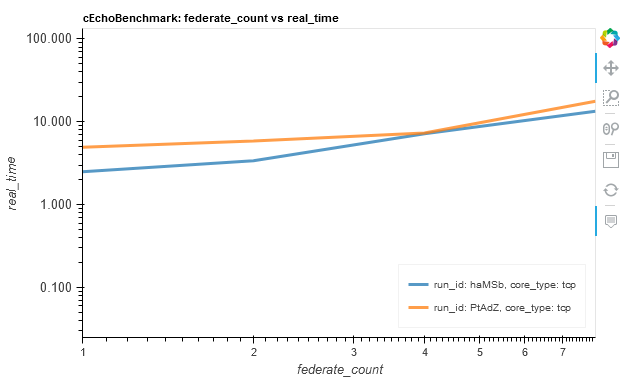 cEchoBenchmark: federate_count vs real_time
100.000
10.000
1.000
0.100
real_time
run_id: haMSb, core_type: tcp
run_id: PtAdZ, core_type: tcp
1 2 3 4 5 6 7
federate_count